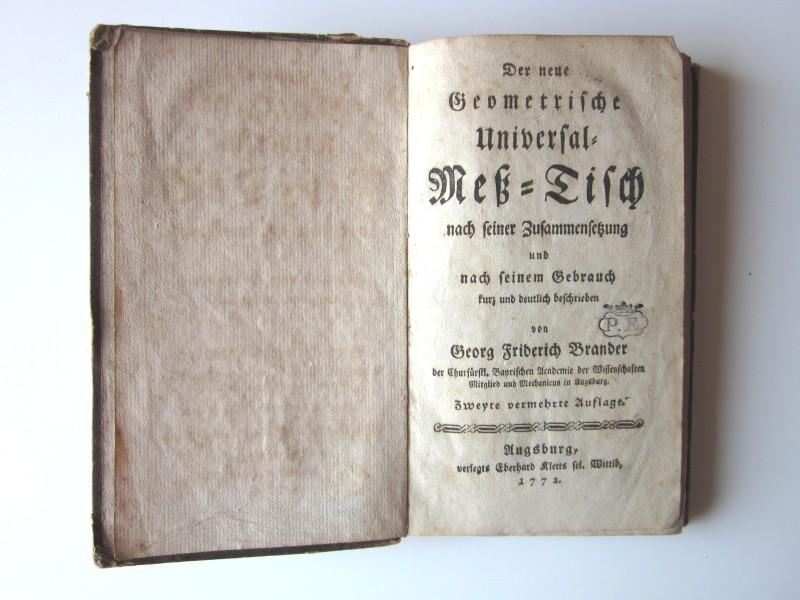 Der neue
Geometriſche
Univerſal-
Meß-Tiſch
nach ſeiner Zuſammenſetzung
und
nach ſeinem Gebrauch
kurz und deutlich beſchrieben
von
P. F.
Georg Friderich Brander
der Churfürſtl. Bayriſchen Academie der Wiſſenſchaften
Mitglied und Mechanicus in Augsburg.
Zweyte vermehrte Auflage.
Augsburg,
verlegts Eberhard Kletts ſel. Wittib,
1772.